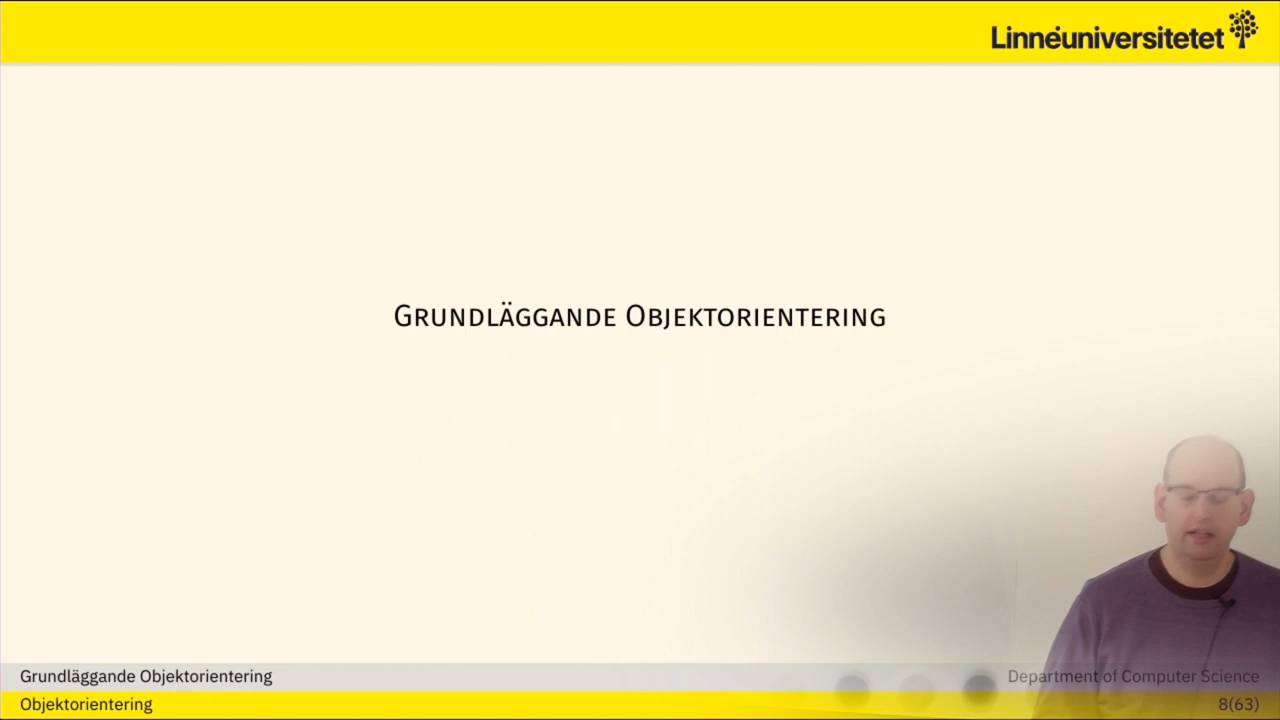 Linnéuniversitetet
Grundläggande Objektorientering
Grundläggande Objektorientering
Department of Computer Science
Objektorientering
8(63)